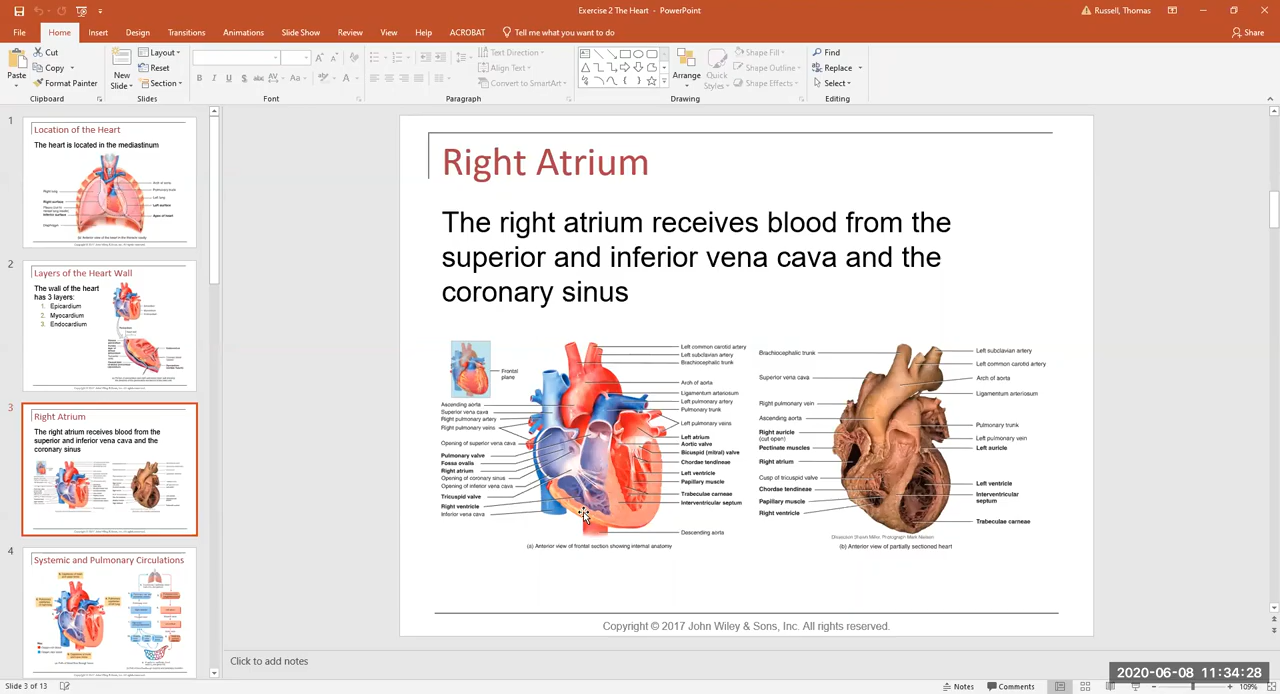 Exercise 2 The Heart - PowerPoint
Russell, Thomas
File Home Insert Design Transitions Animations Slide Show Review View Help ACROBAT Tell me what you want to do Share
Paste
Cut
Copy
Format Painter
Clipboard
New
Slide
Layout
Reset
Section
Slides
Font
Text Direction
Align Text
Convert to SmartArt
Paragraph
Arrange
Quick
Styles
Shape Fill
Shape Outline
Shape Effects
Drawing
Find
Replace
Select
Editing
1
Location of the Heart
The heart is located in the mediastinum
2
Layers of the Heart Wall
The wall of the heart
has 3 layers:
1. Epicardium
2. Myocardium
3. Endocardium
3
Right Atrium
The right atrium receives blood from the
superior and inferior vena cava and the
coronary sinus
4
Systemic and Pulmonary Circulations
Right Atrium
The right atrium receives blood from the
superior and inferior vena cava and the
coronary sinus
Frontal
plane
Ascending aorta
Superior vena cava
Right pulmonary artery
Right pulmonary veins
Opening of superior vena cava
Pulmonary valve
Fossa ovalis
Right atrium
Opening of coronary sinus
Opening of inferior vena cava
Tricuspid valve
Right ventricle
Inferior vena cava
Left common carotid artery
Left subclavian artery
Brachiocephalic trunk
Arch of aorta
Ligamentum arteriosum
Left pulmonary artery
Pulmonary trunk
Left pulmonary veins
Left atrium
Aortic valve
Bicuspid (mitral) valve
Chordae tendineae
Left ventricle
Papillary muscle
Trabeculae carneae
Interventricular septum
Descending aorta
(a) Anterior view of frontal section showing internal anatomy
Brachiocephalic trunk
Superior vena cava
Right pulmonary vein
Ascending aorta
Right auricle
(cut open)
Pectinate muscles
Right atrium
Cusp of tricuspid valve
Chordae tendineae
Papillary muscle
Right ventricle
Left subclavian artery
Left common carotid artery
Arch of aorta
Ligamentum arteriosum
Pulmonary trunk
Left pulmonary vein
Left auricle
Left ventricle
Interventricular
septum
Trabeculae carneae
Dissection Shawn Miller, Photograph Mark Nielsen
(b) Anterior view of partially sectioned heart
Copyright © 2017 John Wiley & Sons, Inc. All rights reserved.
Click to add notes
2020-06-08 11:34:28
Slide 3 of 13
Notes
Comments
109%